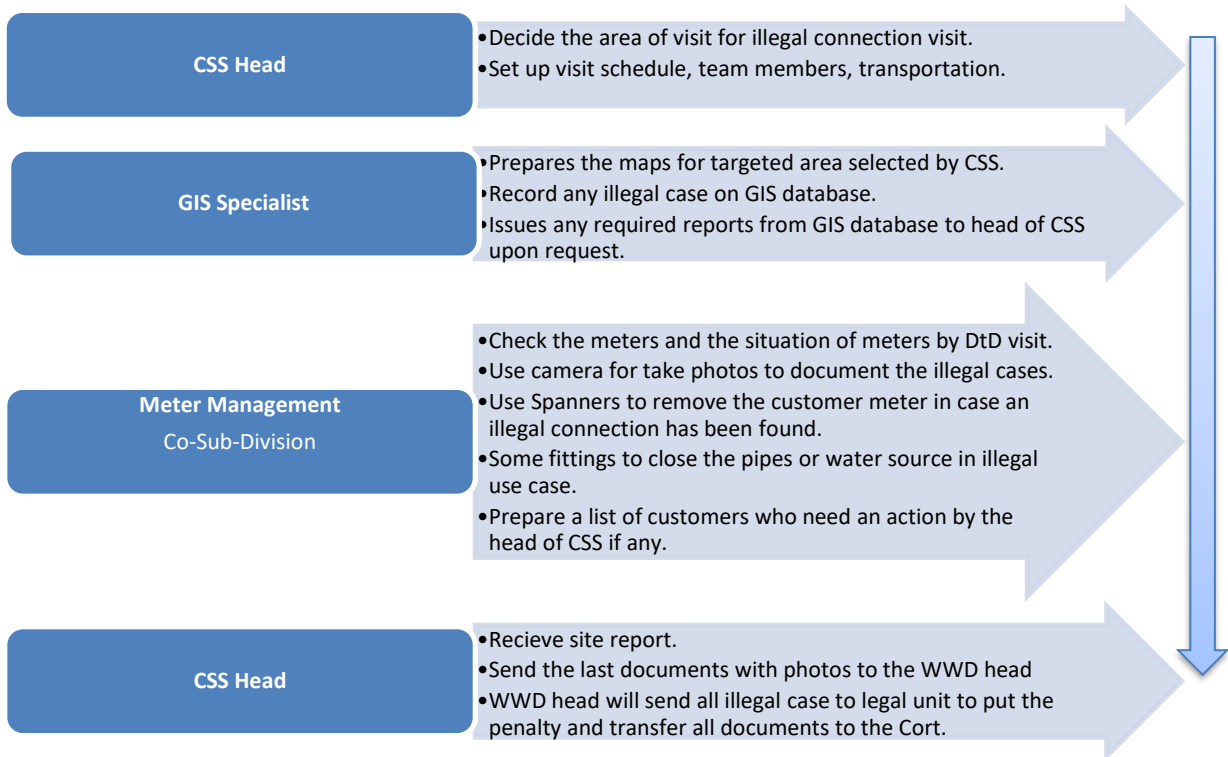 CSS Head
•Decide the area of visit for illegal connection visit.
•Set up visit schedule, team members, transportation.
GIS Specialist
•Prepares the maps for targeted area selected by CSS.
•Record any illegal case on GIS database.
•Issues any required reports from GIS database to head of CSS
upon request.
Meter Management
Co-Sub-Division
•Check the meters and the situation of meters by DtD visit.
•Use camera for take photos to document the illegal cases.
•Use Spanners to remove the customer meter in case an
illegal connection has been found.
•Some fittings to close the pipes or water source in illegal
use case.
•Prepare a list of customers who need an action by the
head of CSS if any.
CSS Head
•Recieve site report.
•Send the last documents with photos to the WWD head
•WWD head will send all illegal case to legal unit to put the
penalty and transfer all documents to the Cort.